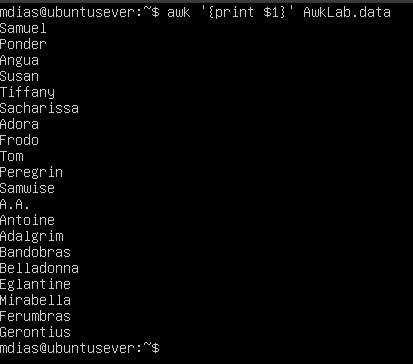 mdias@ubuntusever:~$ awk '{print $1}' AwkLab.data
Samuel
Ponder
Angua
Susan
Tiffany
Sacharissa
Adora
Frodo
Tom
Peregrin
Samwise
A.A.
Antoine
Adalgrim
Bandobras
Belladonna
Eglantine
Mirabella
Ferumbras
Gerontius
mdias@ubuntusever:~$